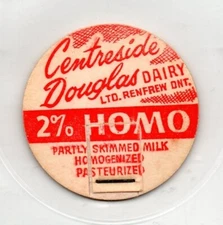 Centreside
Douglas DAIRY
LTD. RENFREW ONT.
2% HOMO
PARTLY SKIMMED MILK
HOMOGENIZED
PASTEURIZED